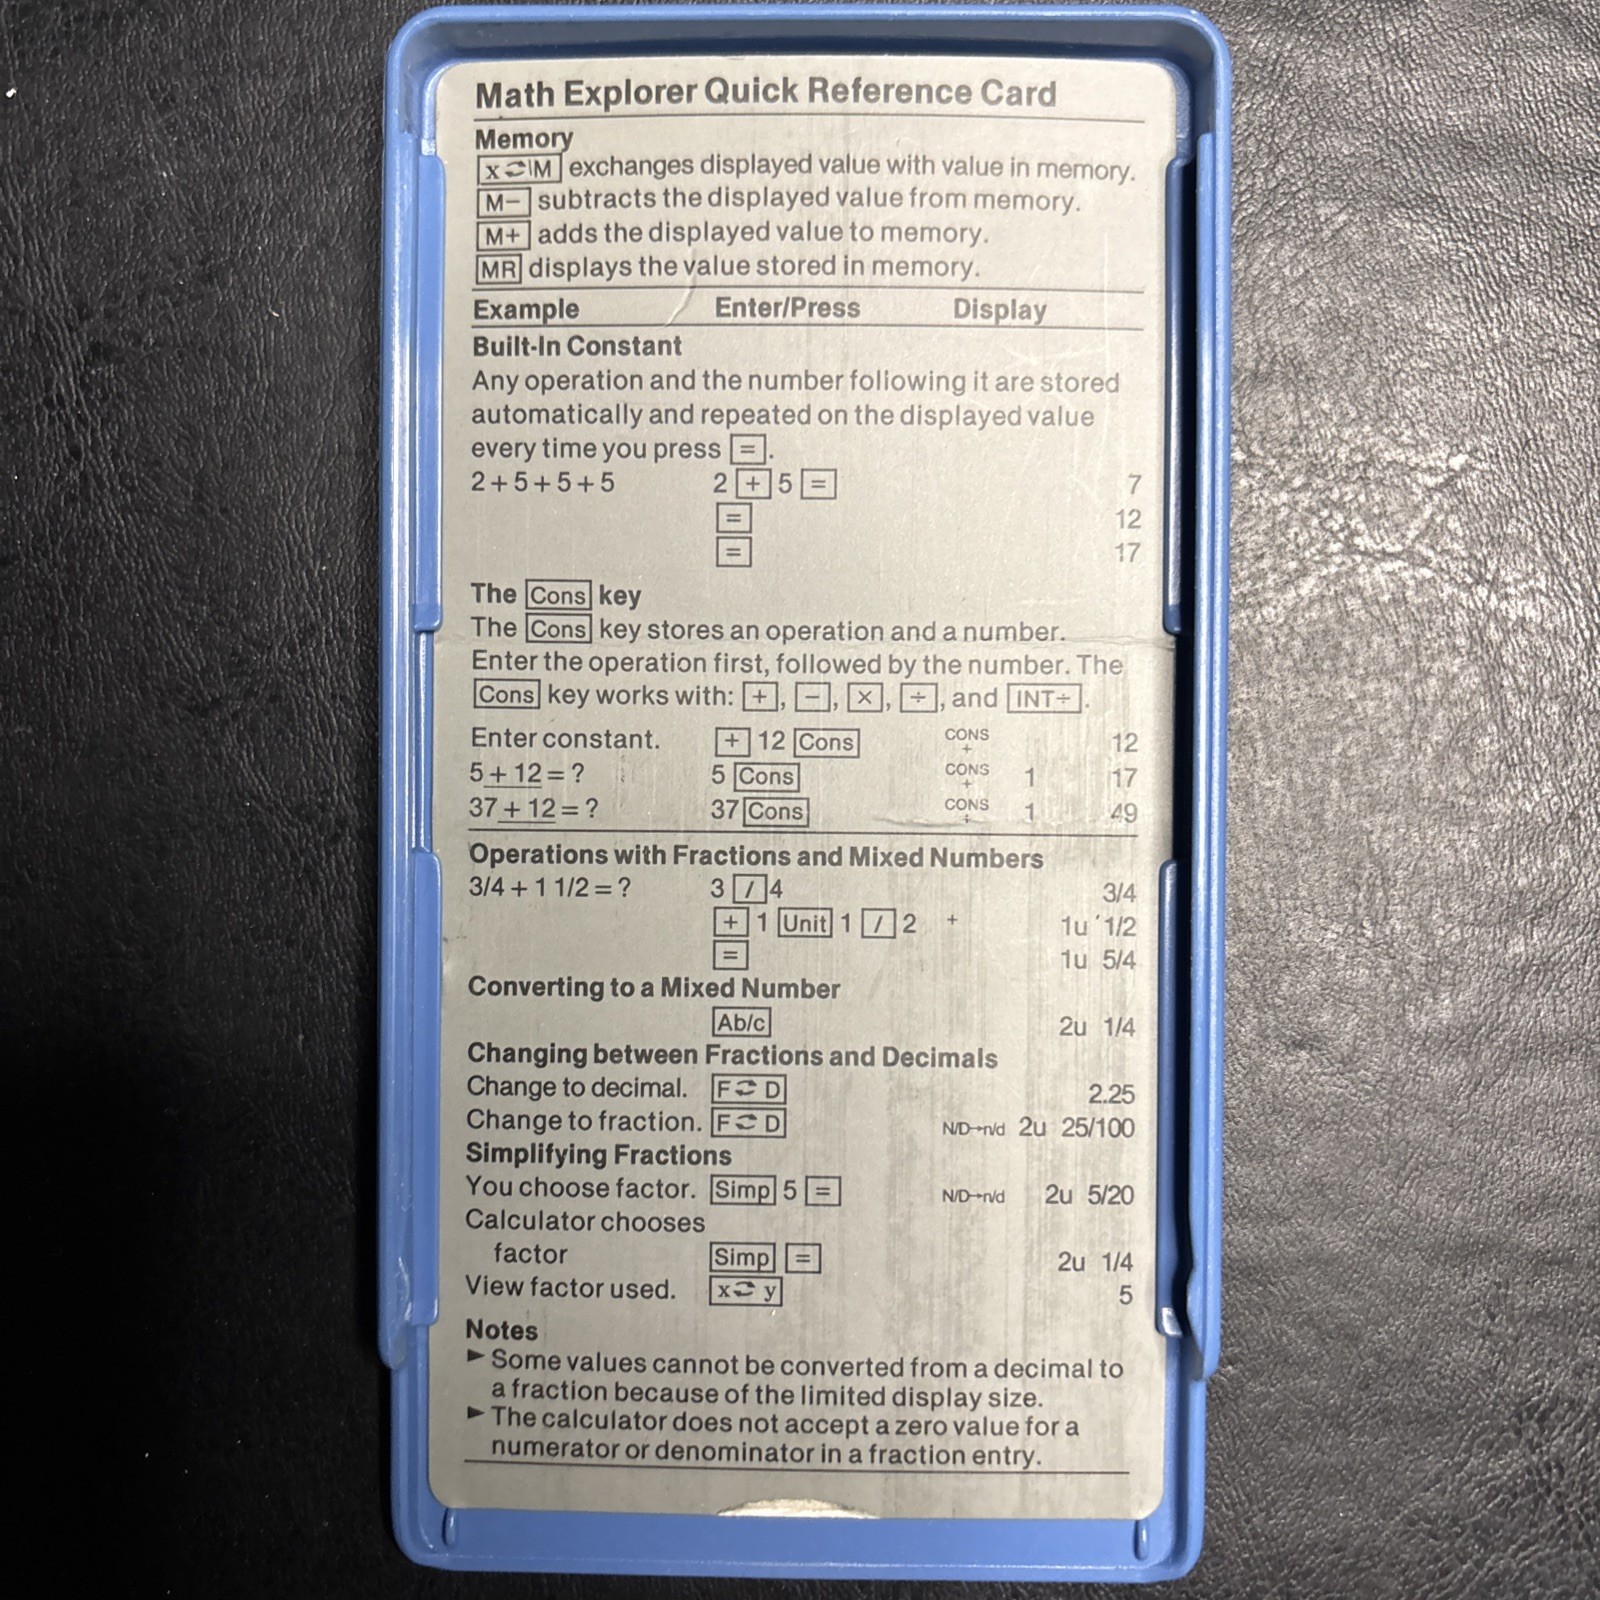 Math Explorer Quick Reference Card
Memory
x⇄M exchanges displayed value with value in memory.
M− subtracts the displayed value from memory.
M+ adds the displayed value to memory.
MR displays the value stored in memory.
Example Enter/Press Display
Built-In Constant
Any operation and the number following it are stored
automatically and repeated on the displayed value
every time you press =.
2+5+5+5 2 + 5 = 7
= 12
= 17
The Cons key
The Cons key stores an operation and a number.
Enter the operation first, followed by the number. The
Cons key works with: +, −, ×, ÷, and INT÷.
Enter constant. + 12 Cons CONS + 12
5+12=? 5 Cons CONS + 1 17
37+12=? 37 Cons CONS + 1 49
Operations with Fractions and Mixed Numbers
3/4+1 1/2=? 3 / 4 3/4
+ 1 Unit 1 / 2 + 1u 1/2
= 1u 5/4
Converting to a Mixed Number
Ab/c 2u 1/4
Changing between Fractions and Decimals
Change to decimal. F⇄D 2.25
Change to fraction. F⇄D N/D→n/d 2u 25/100
Simplifying Fractions
You choose factor. Simp 5 = N/D→n/d 2u 5/20
Calculator chooses
factor Simp = 2u 1/4
View factor used. x⇄y 5
Notes
► Some values cannot be converted from a decimal to
a fraction because of the limited display size.
► The calculator does not accept a zero value for a
numerator or denominator in a fraction entry.